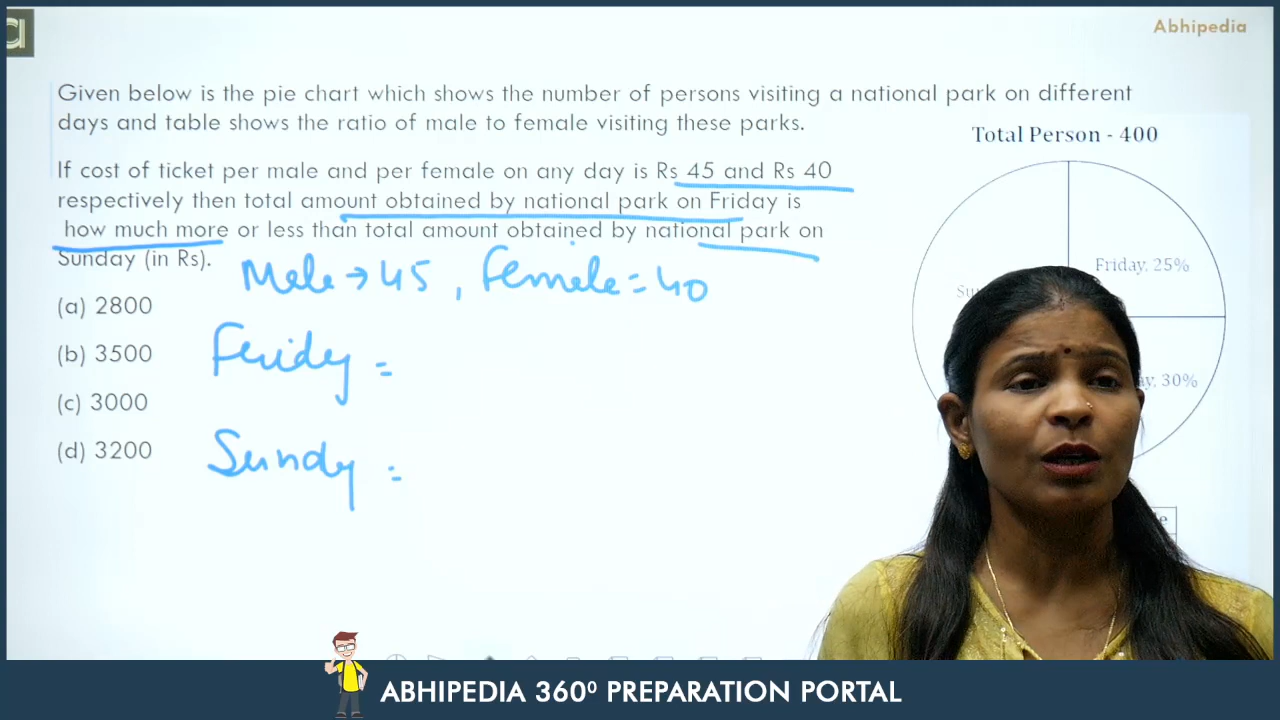 a
Abhipedia
Given below is the pie chart which shows the number of persons visiting a national park on different
days and table shows the ratio of male to female visiting these parks.
If cost of ticket per male and per female on any day is Rs 45 and Rs 40
respectively then total amount obtained by national park on Friday is
how much more or less than total amount obtained by national park on
Sunday (in Rs).
(a) 2800
(b) 3500
(c) 3000
(d) 3200
Male → 45 , Female = 40
Feridy =
Sundy =
Total Person - 400
Friday, 25%
30%
ABHIPEDIA 360⁰ PREPARATION PORTAL